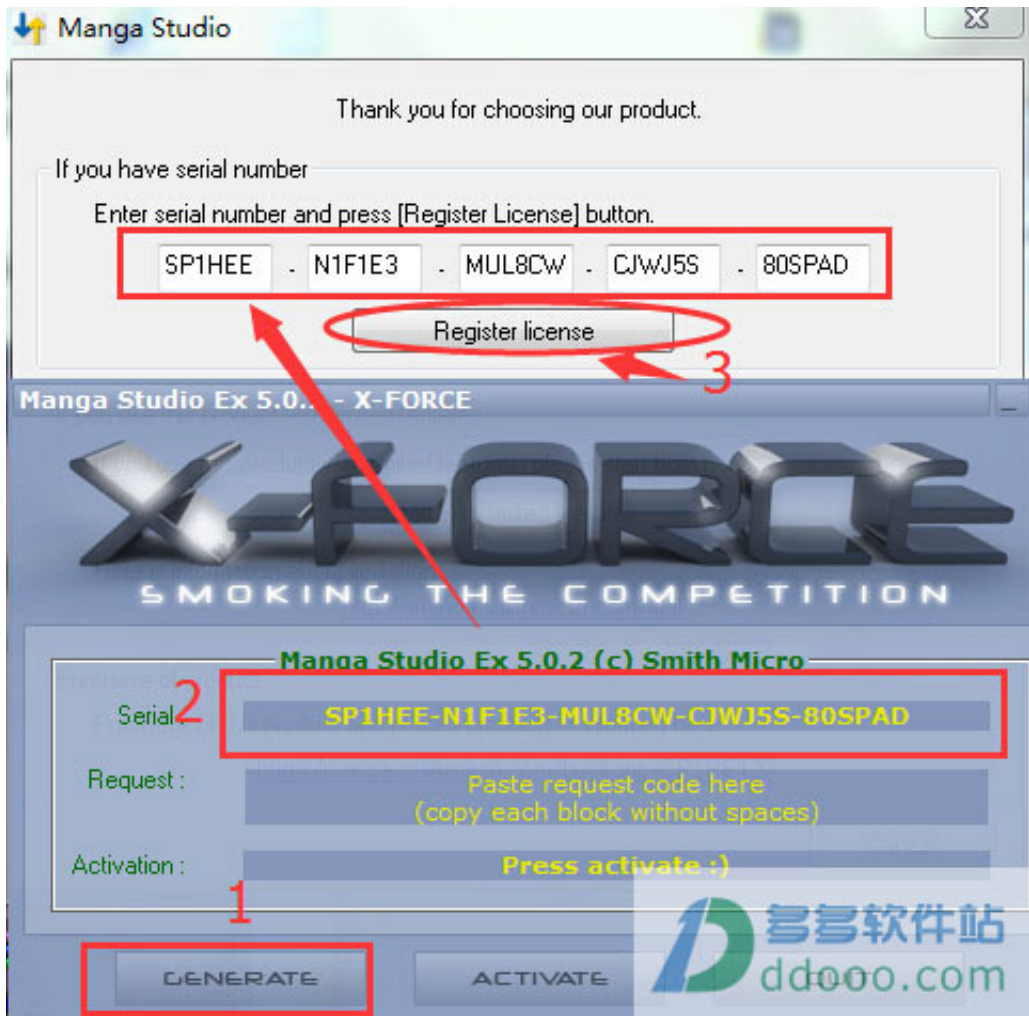 Manga Studio
Thank you for choosing our product.
If you have serial number
Enter serial number and press [Register License] button.
SP1HEE - N1F1E3 - MUL8CW - CJWJ5S - 80SPAD
Register license
3
Manga Studio Ex 5.0... - X-FORCE
X-FORCE
SMOKING THE COMPETITION
Manga Studio Ex 5.0.2 (c) Smith Micro
2
Serial : SP1HEE-N1F1E3-MUL8CW-CJWJ5S-80SPAD
Request : Paste request code here
(copy each block without spaces)
Activation : Press activate :)
1
GENERATE ACTIVATE QUIT
多多软件站
ddooo.com